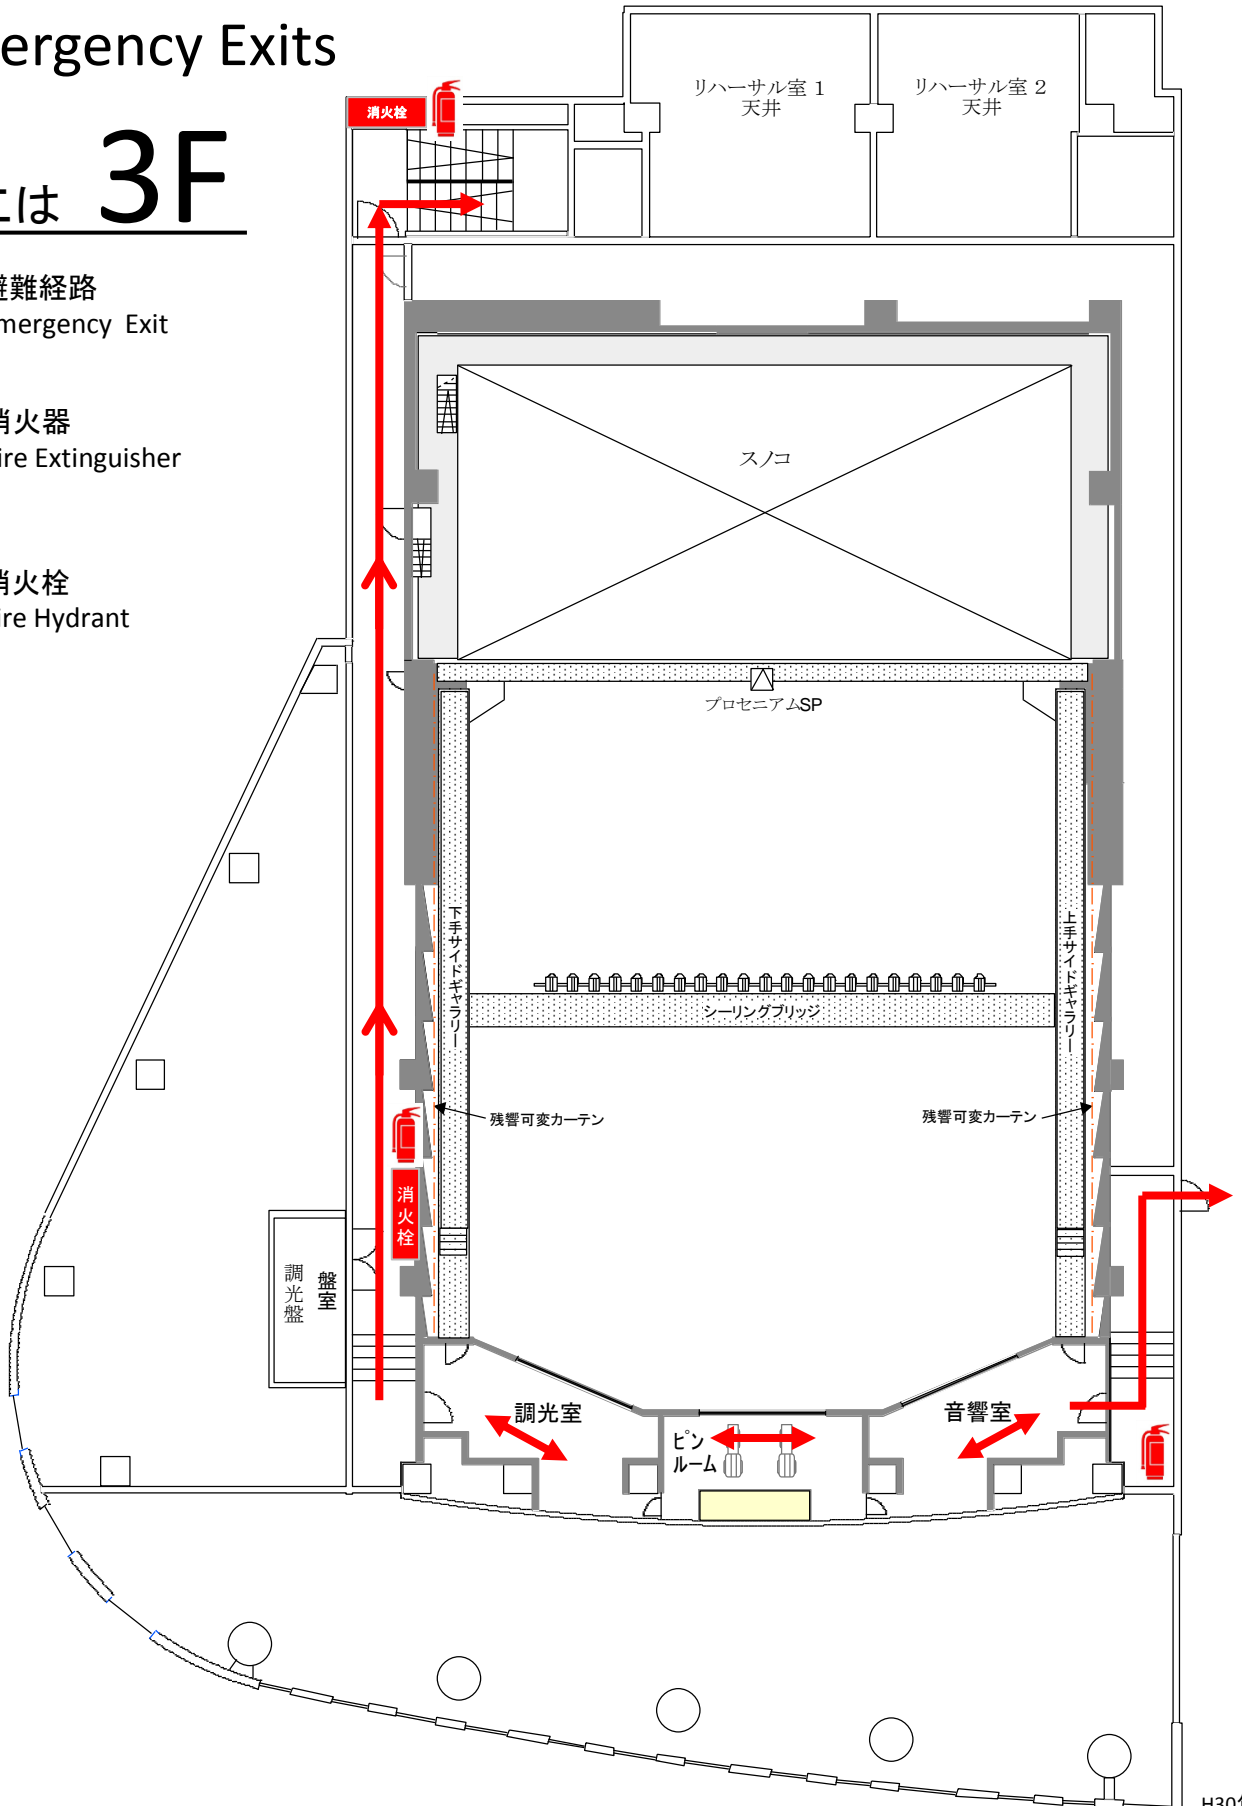 ergency Exits
消火栓
リハーサル室 1
天井
リハーサル室 2
天井
には 3F
避難経路
mergency Exit
消火器
ire Extinguisher
消火栓
ire Hydrant
スノコ
プロセニアムSP
下手サイドギャラリー
上手サイドギャラリー
シーリングブリッジ
残響可変カーテン
残響可変カーテン
消火栓
調光盤
盤室
調光室
音響室
ピン
ルーム
H30